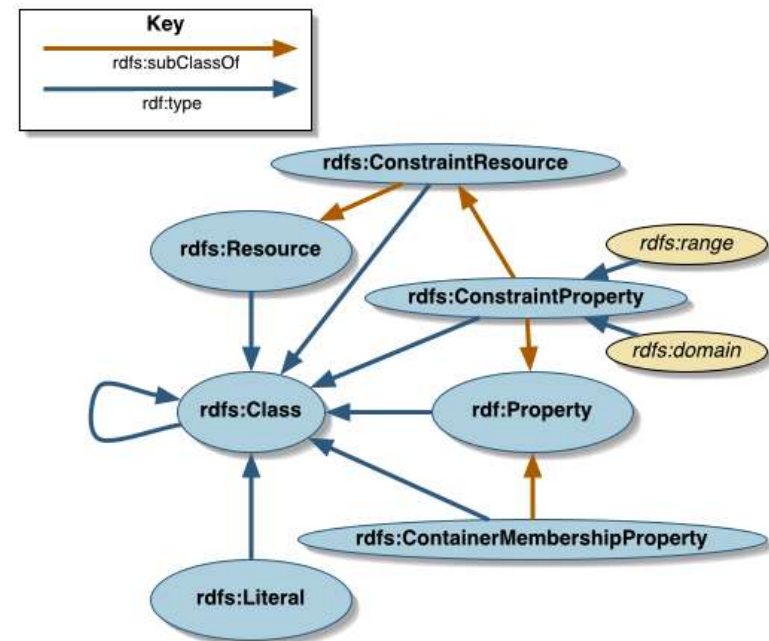 Key
rdfs:subClassOf
rdf:type
rdfs:ConstraintResource
rdfs:Resource
rdfs:range
rdfs:ConstraintProperty
rdfs:domain
rdfs:Class
rdf:Property
rdfs:ContainerMembershipProperty
rdfs:Literal